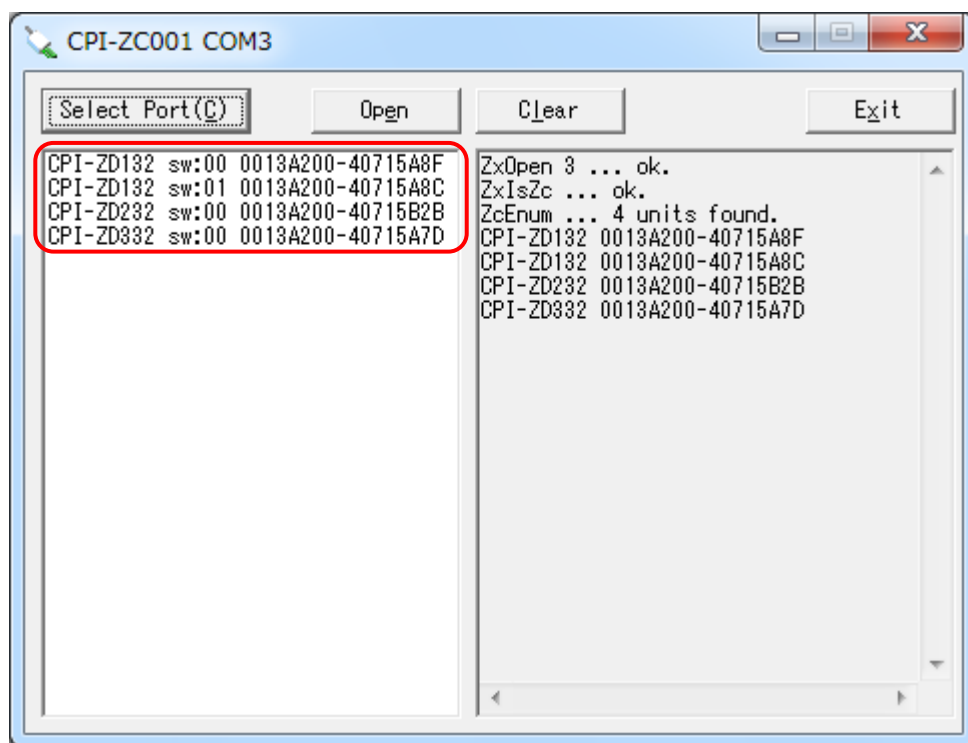 CPI-ZC001 COM3
Select Port(C) Open Clear Exit
CPI-ZD132 sw:00 0013A200-40715A8F
CPI-ZD132 sw:01 0013A200-40715A8C
CPI-ZD232 sw:00 0013A200-40715B2B
CPI-ZD332 sw:00 0013A200-40715A7D
ZxOpen 3 ... ok.
ZxIsZc ... ok.
ZcEnum ... 4 units found.
CPI-ZD132 0013A200-40715A8F
CPI-ZD132 0013A200-40715A8C
CPI-ZD232 0013A200-40715B2B
CPI-ZD332 0013A200-40715A7D